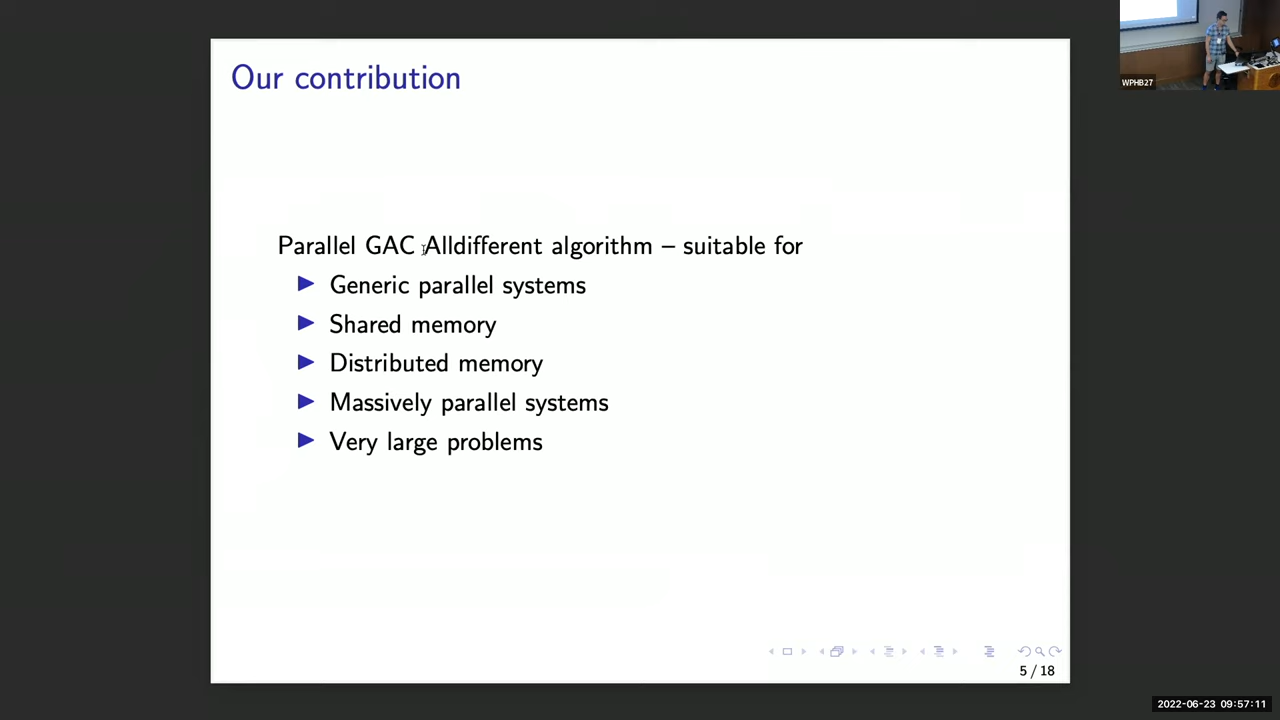 Our contribution
WPHB27
Parallel GAC Alldifferent algorithm – suitable for
▶ Generic parallel systems
▶ Shared memory
▶ Distributed memory
▶ Massively parallel systems
▶ Very large problems
5 / 18
2022-06-23 09:57:11